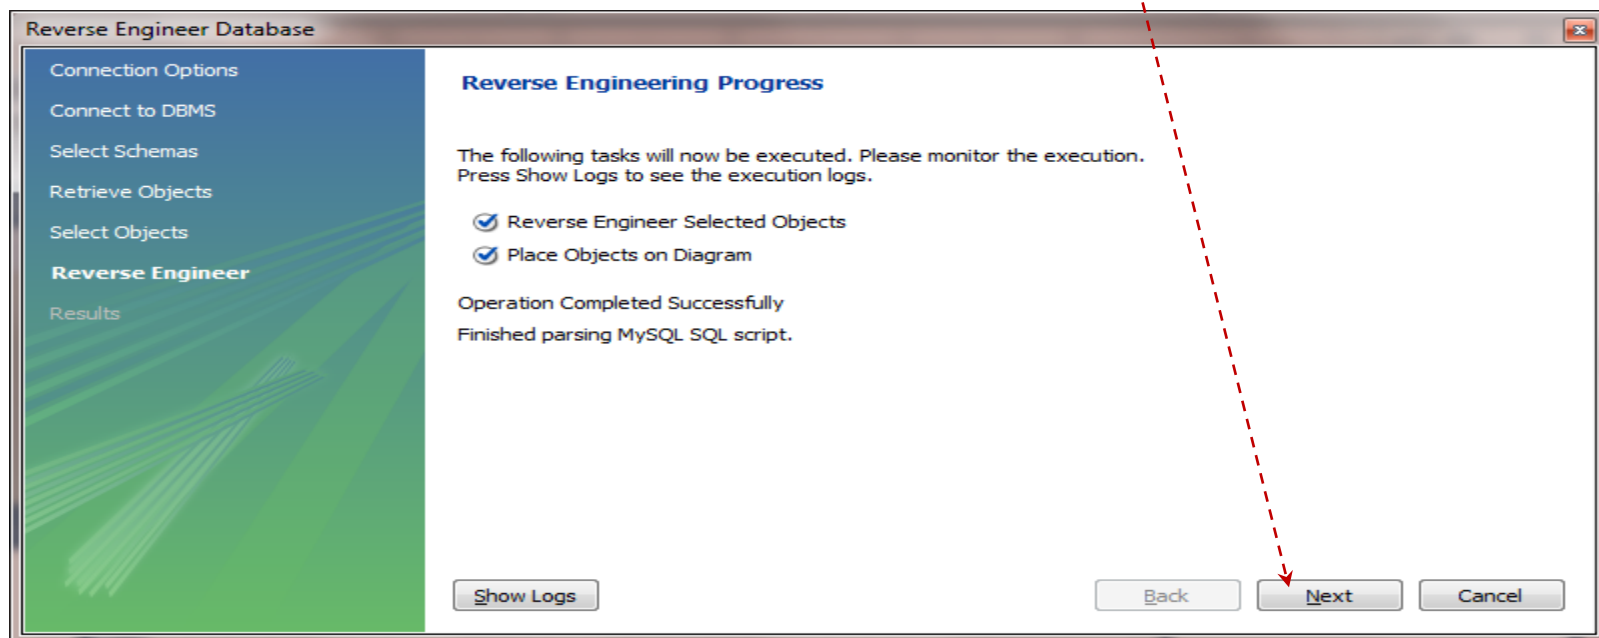 Reverse Engineer Database
Connection Options
Connect to DBMS
Select Schemas
Retrieve Objects
Select Objects
Reverse Engineer
Results
Reverse Engineering Progress
The following tasks will now be executed. Please monitor the execution.
Press Show Logs to see the execution logs.
Reverse Engineer Selected Objects
Place Objects on Diagram
Operation Completed Successfully
Finished parsing MySQL SQL script.
Show Logs
Back
Next
Cancel